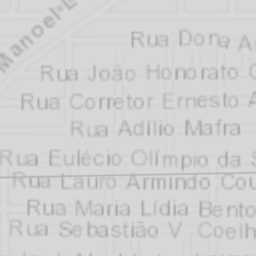 Manoel
Rua Dona
Rua João Honorato
Rua Corretor Ernesto
Rua Adílio Mafra
Rua Eulécio Olímpio da
Rua Lauro Armindo
Rua Maria Lídia Bento
Rua Sebastião V. Coelh